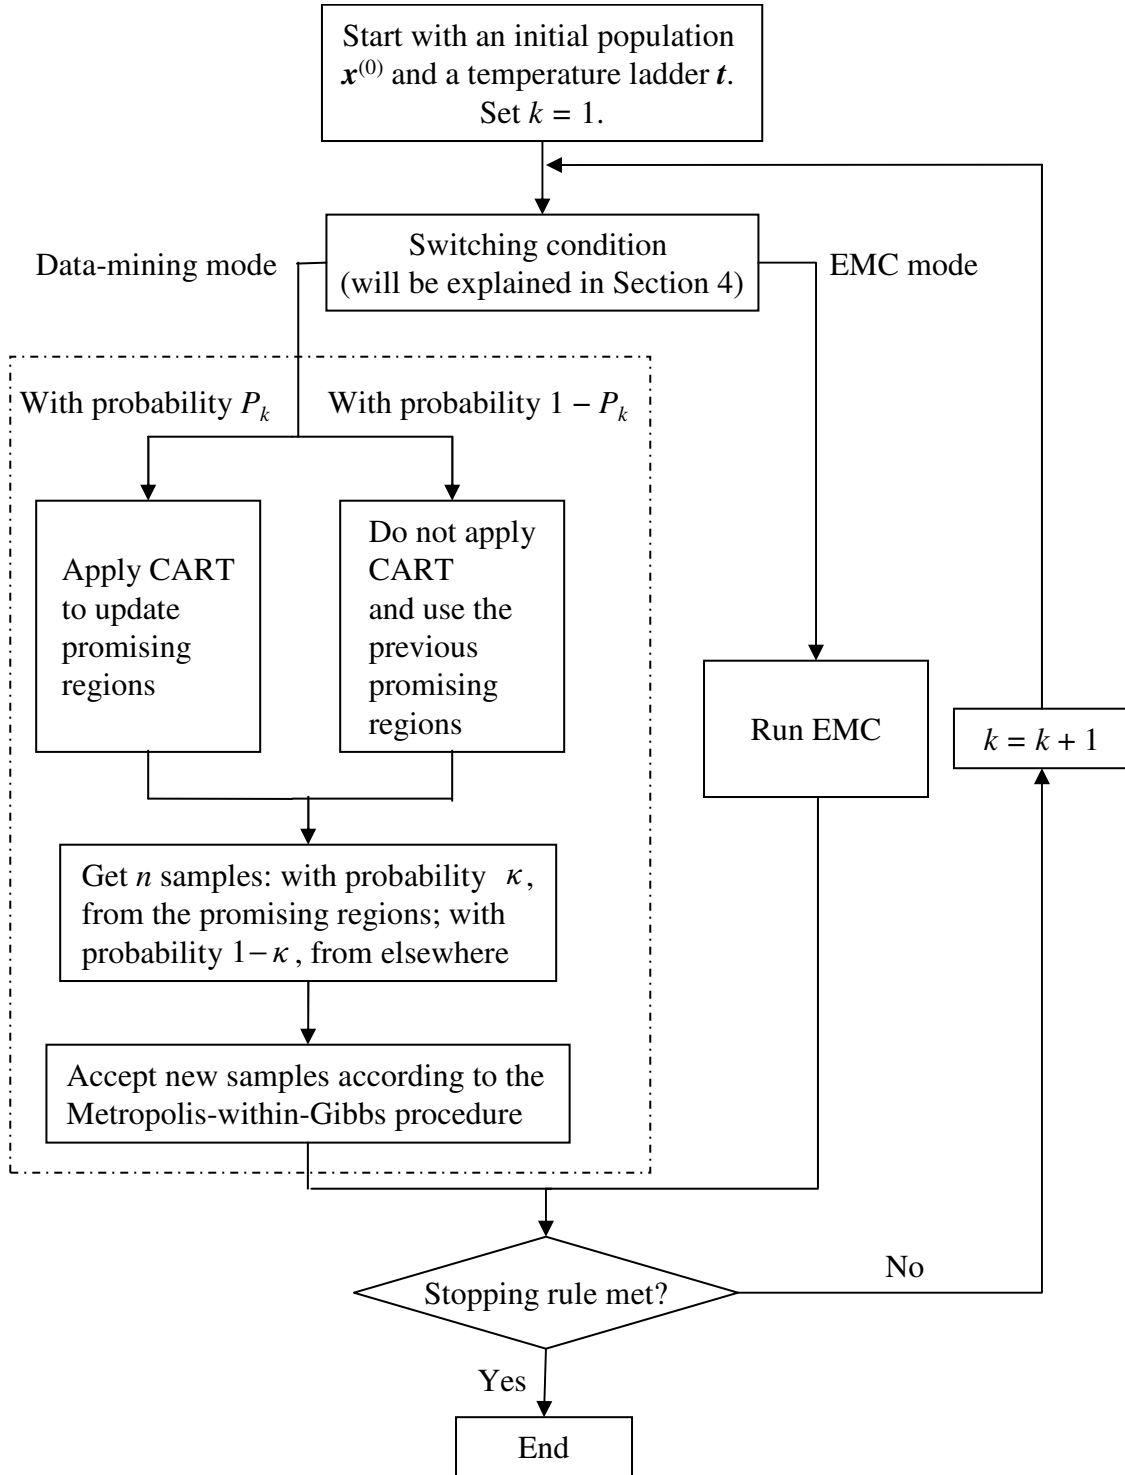 Start with an initial population
x^(0) and a temperature ladder t.
Set k = 1.
Switching condition
(will be explained in Section 4)
Data-mining mode
EMC mode
With probability P_k
With probability 1 − P_k
Apply CART
to update
promising
regions
Do not apply
CART
and use the
previous
promising
regions
Run EMC
k = k + 1
Get n samples: with probability κ,
from the promising regions; with
probability 1−κ, from elsewhere
Accept new samples according to the
Metropolis-within-Gibbs procedure
Stopping rule met?
No
Yes
End